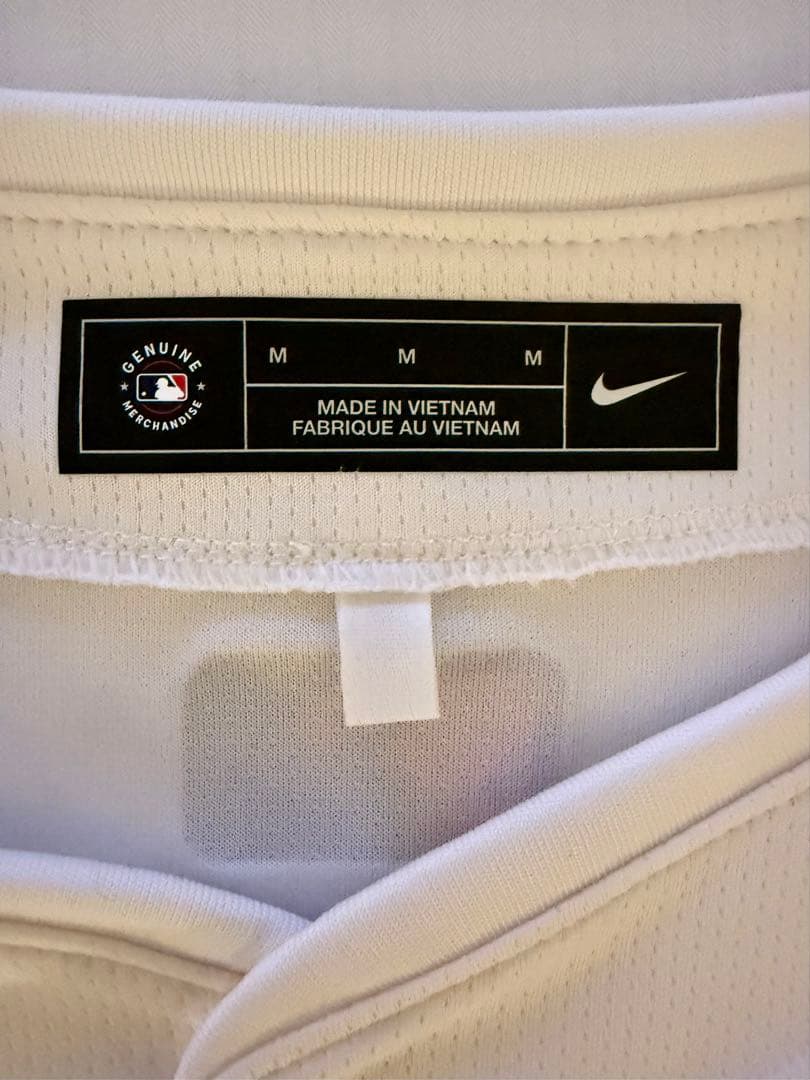 GENUINE
MERCHANDISE
M M M
MADE IN VIETNAM
FABRIQUE AU VIETNAM